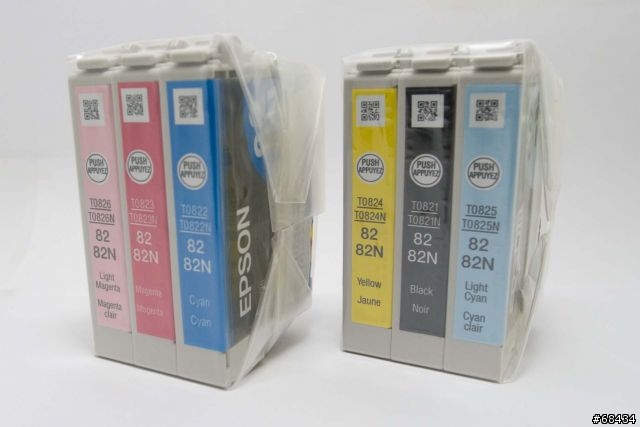 PUSH
APPUYEZ
T0826
T0826N
82
82N
Light
Magenta
Magenta
clair
PUSH
APPUYEZ
T0823
T0823N
82
82N
Magenta
Magenta
PUSH
APPUYEZ
T0822
T0822N
82
82N
Cyan
Cyan
EPSON
PUSH
APPUYEZ
T0824
T0824N
82
82N
Yellow
Jaune
PUSH
APPUYEZ
T0821
T0821N
82
82N
Black
Noir
PUSH
APPUYEZ
T0825
T0825N
82
82N
Light
Cyan
Cyan
clair
#68434